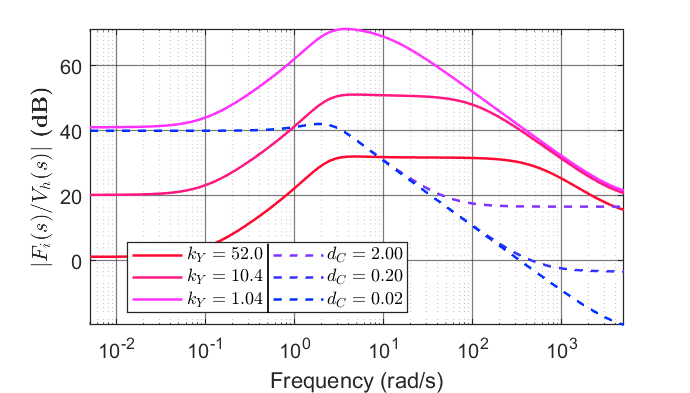 |F_i(s)/V_h(s)| (dB)
60
40
20
0
k_Y = 52.0
k_Y = 10.4
k_Y = 1.04
d_C = 2.00
d_C = 0.20
d_C = 0.02
10^-2 10^-1 10^0 10^1 10^2 10^3
Frequency (rad/s)